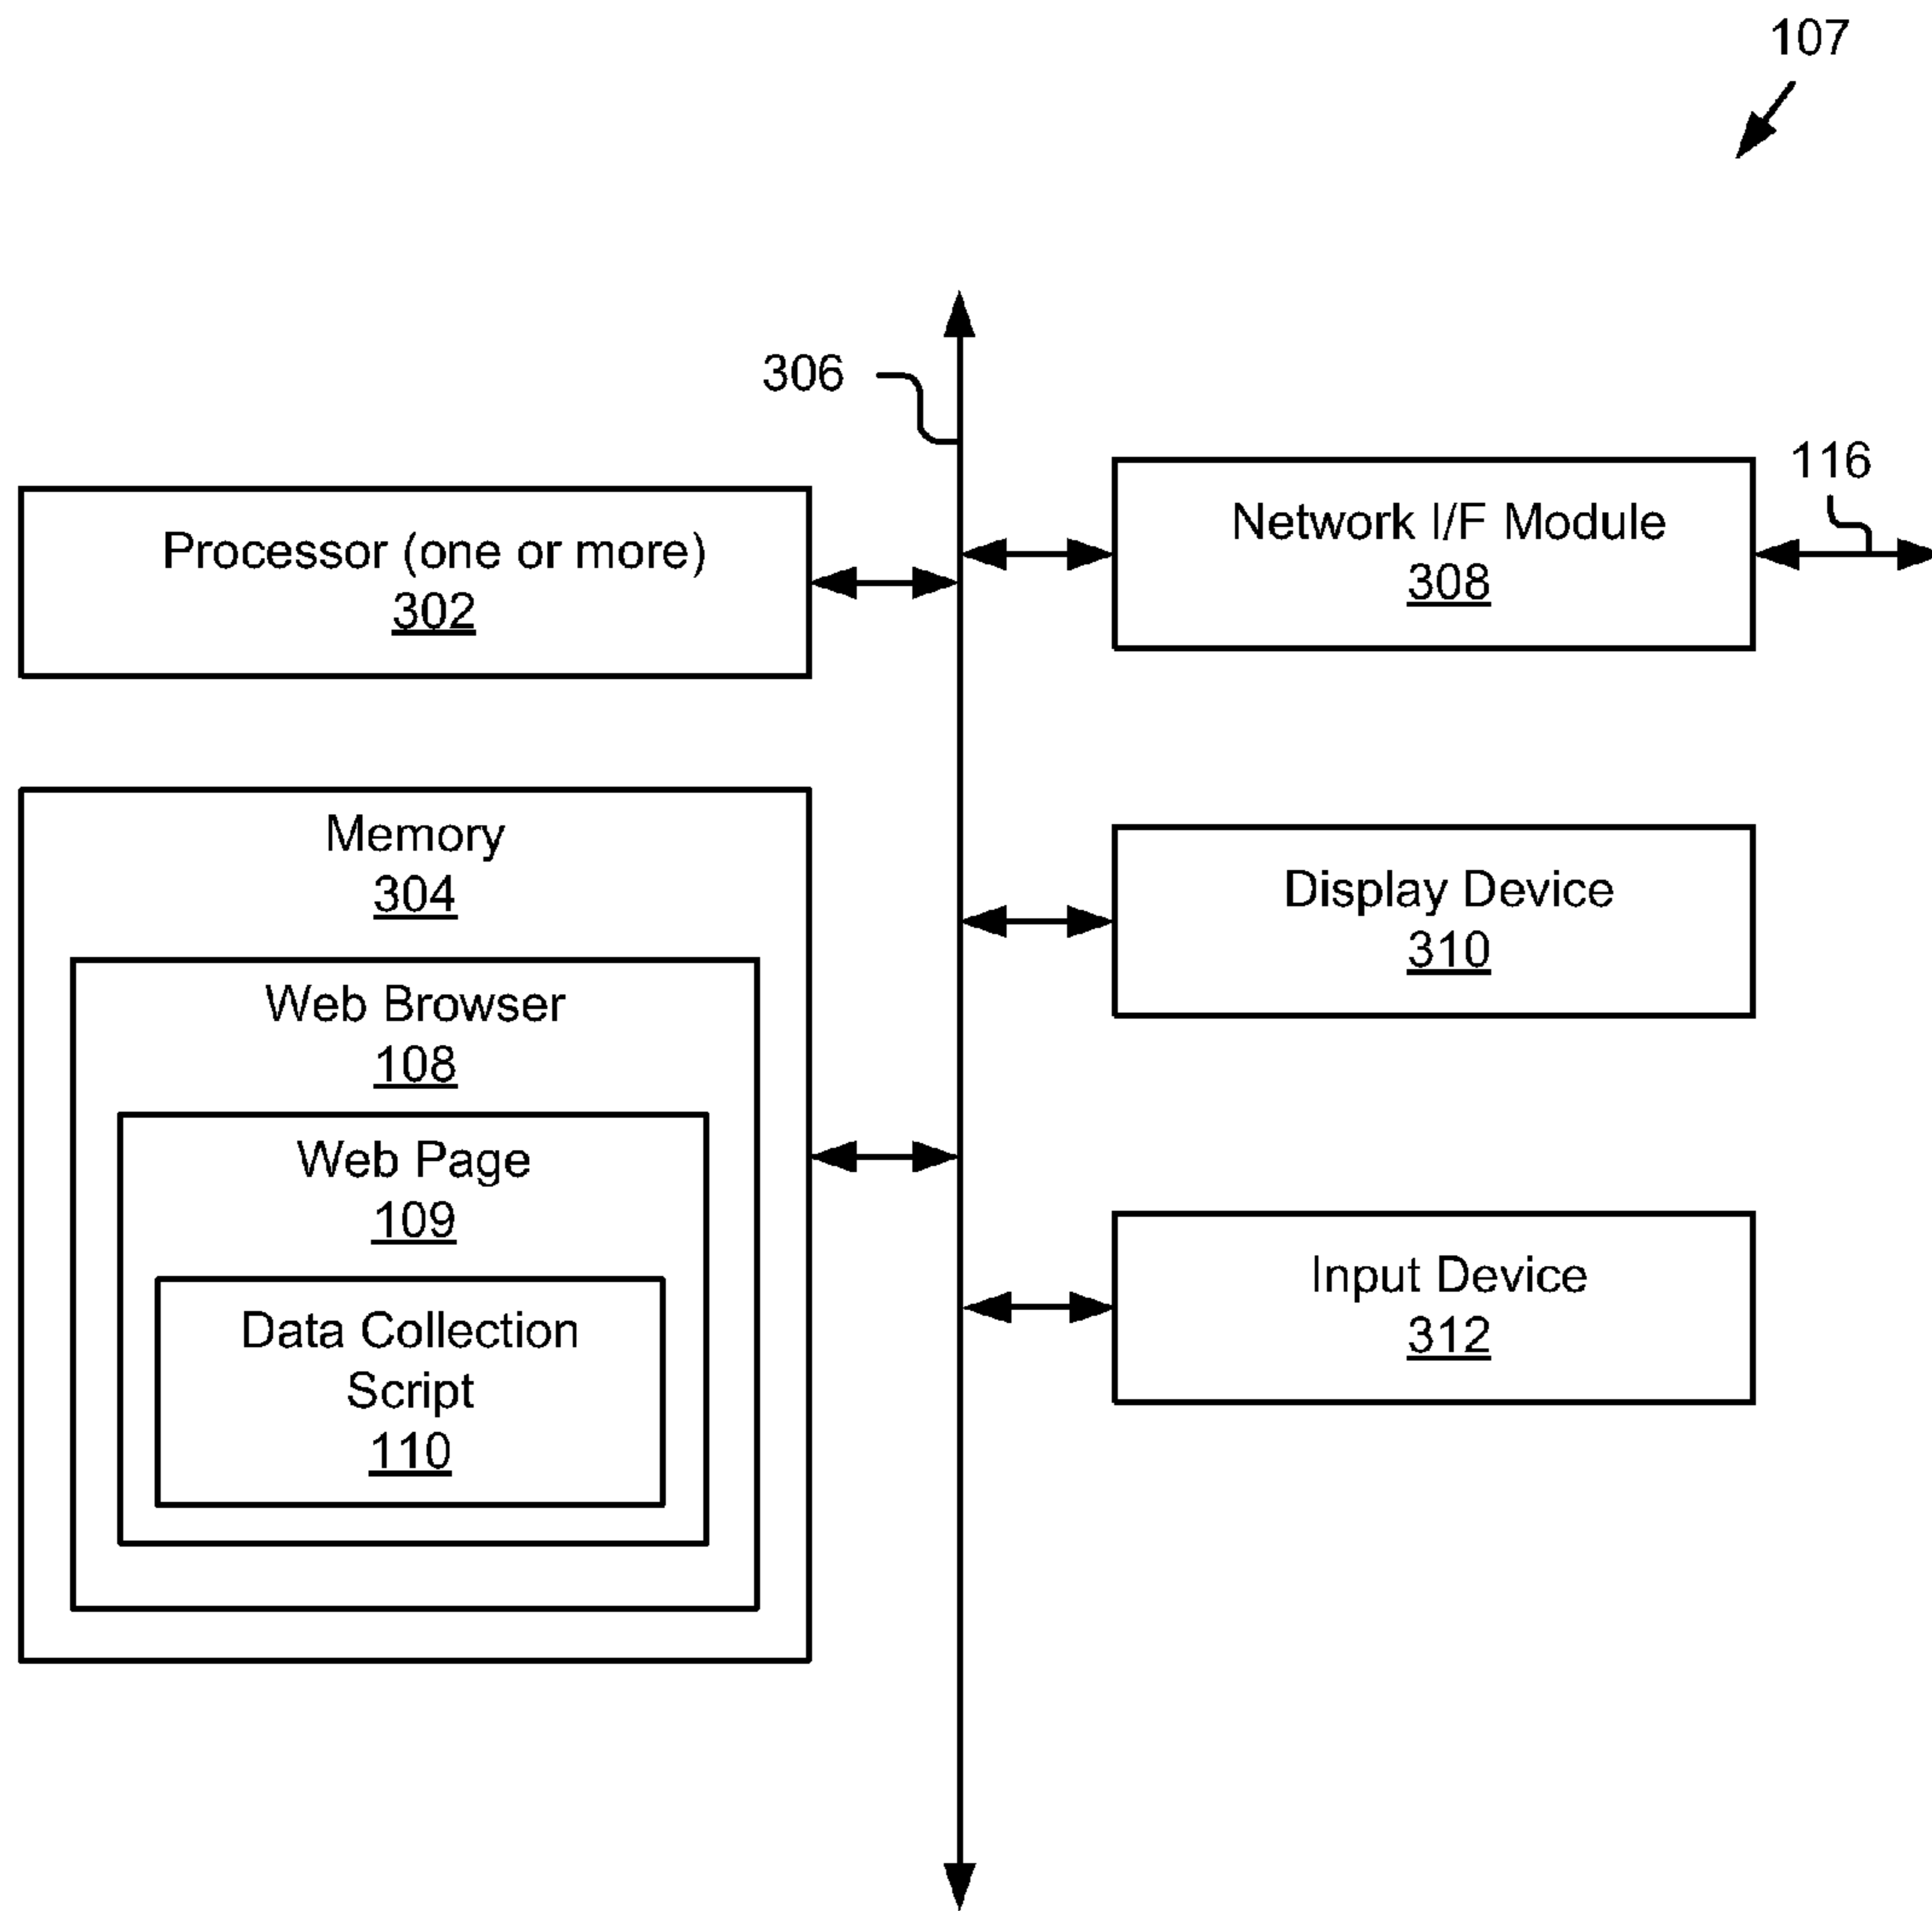 107
306
116
Processor (one or more)
302
Network I/F Module
308
Memory
304
Web Browser
108
Web Page
109
Data Collection
Script
110
Display Device
310
Input Device
312